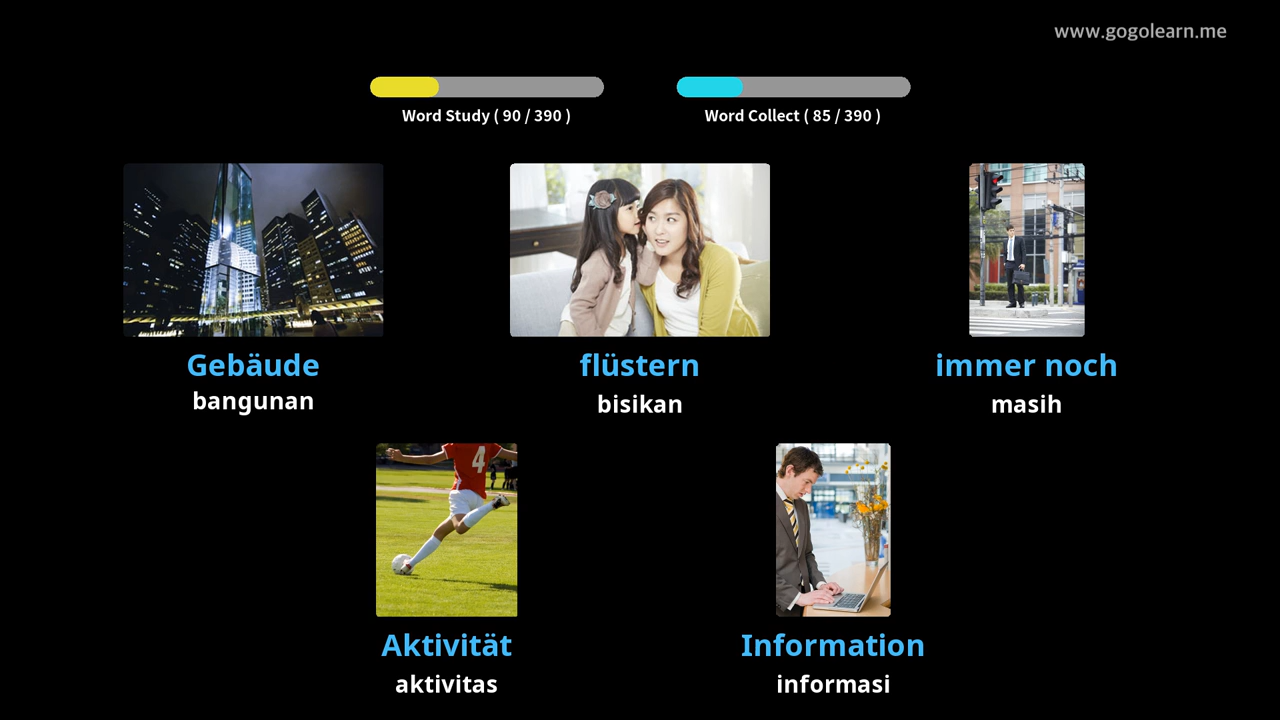 www.gogolearn.me
Word Study ( 90 / 390 )
Word Collect ( 85 / 390 )
Gebäude
bangunan
flüstern
bisikan
immer noch
masih
4
Aktivität
aktivitas
Information
informasi